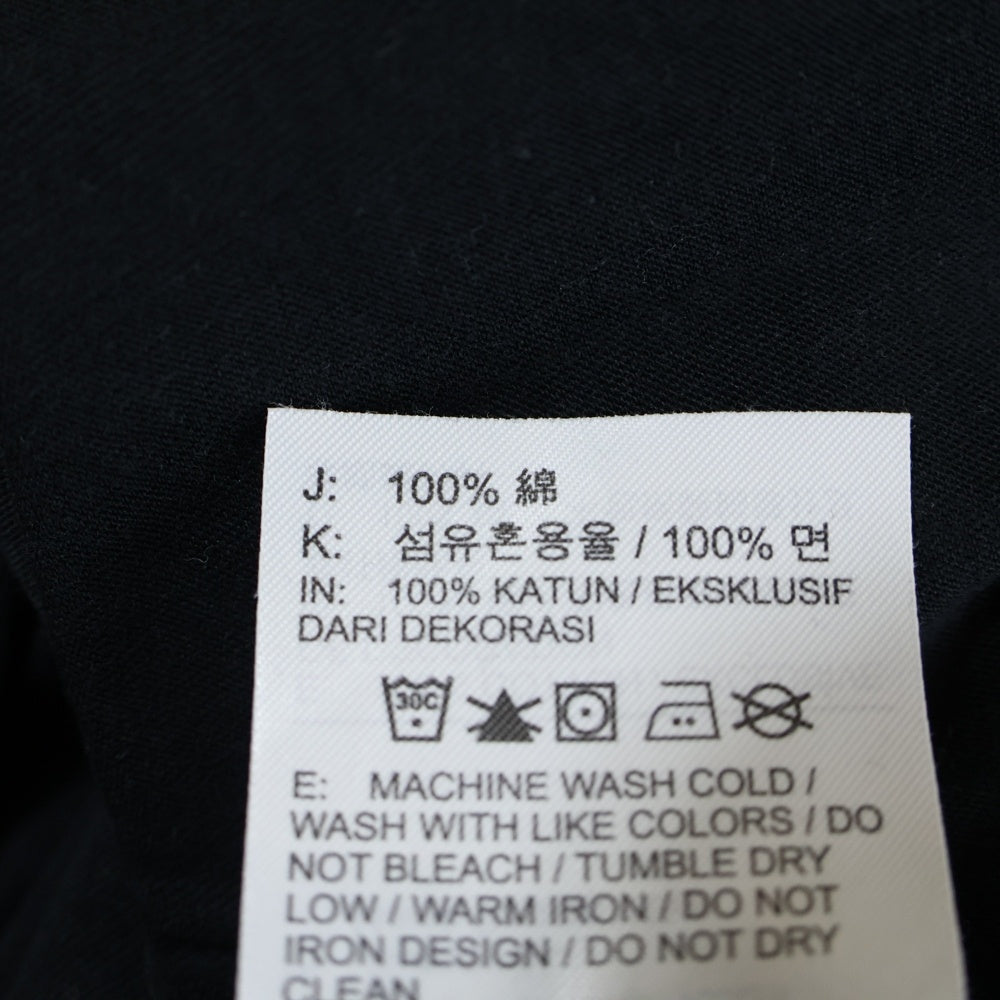 J: 100% 綿
K: 섬유혼용율 / 100% 면
IN: 100% KATUN / EKSKLUSIF
DARI DEKORASI
30C
E: MACHINE WASH COLD /
WASH WITH LIKE COLORS / DO
NOT BLEACH / TUMBLE DRY
LOW / WARM IRON / DO NOT
IRON DESIGN / DO NOT DRY
CLEAN